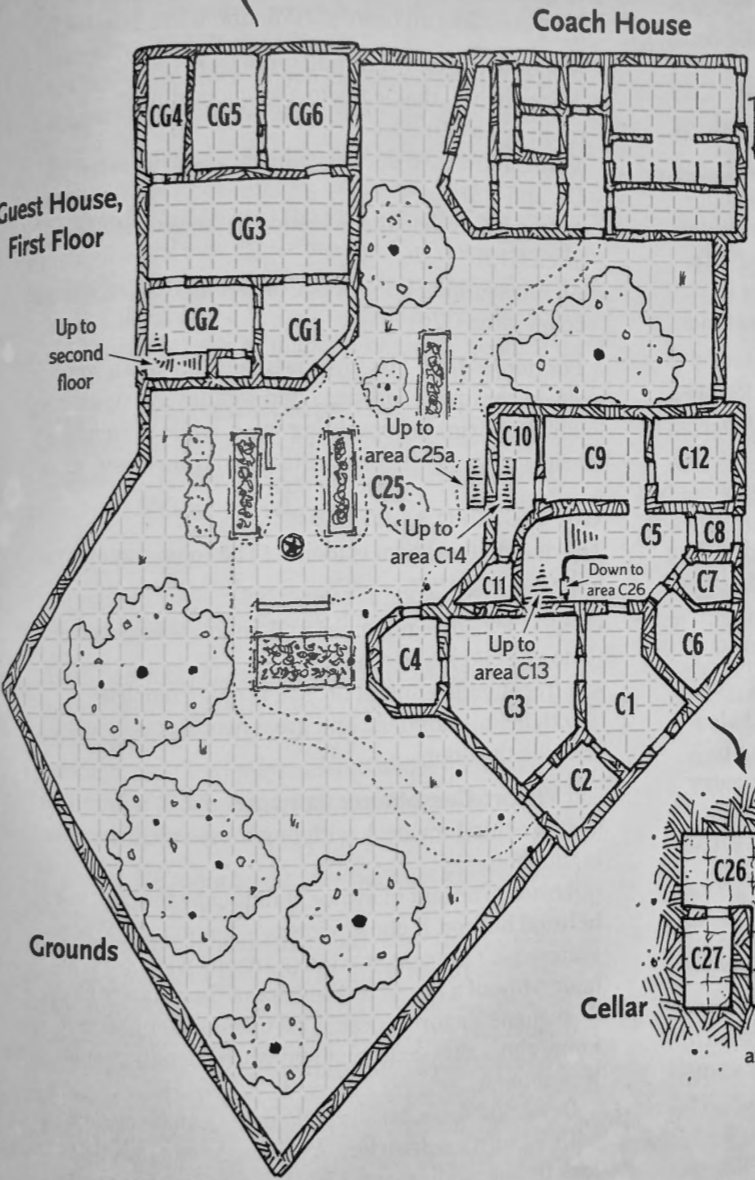 Coach House
CG4
CG5
CG6
Guest House,
First Floor
CG3
CG2
CG1
Up to
second
floor
C10
C9
C12
Up to
area C25a
C25
C5
C8
Up to
area C14
C11
Down to
area C26
C7
C4
Up to
area C13
C6
C3
C1
C2
C26
Grounds
C27
Cellar
a